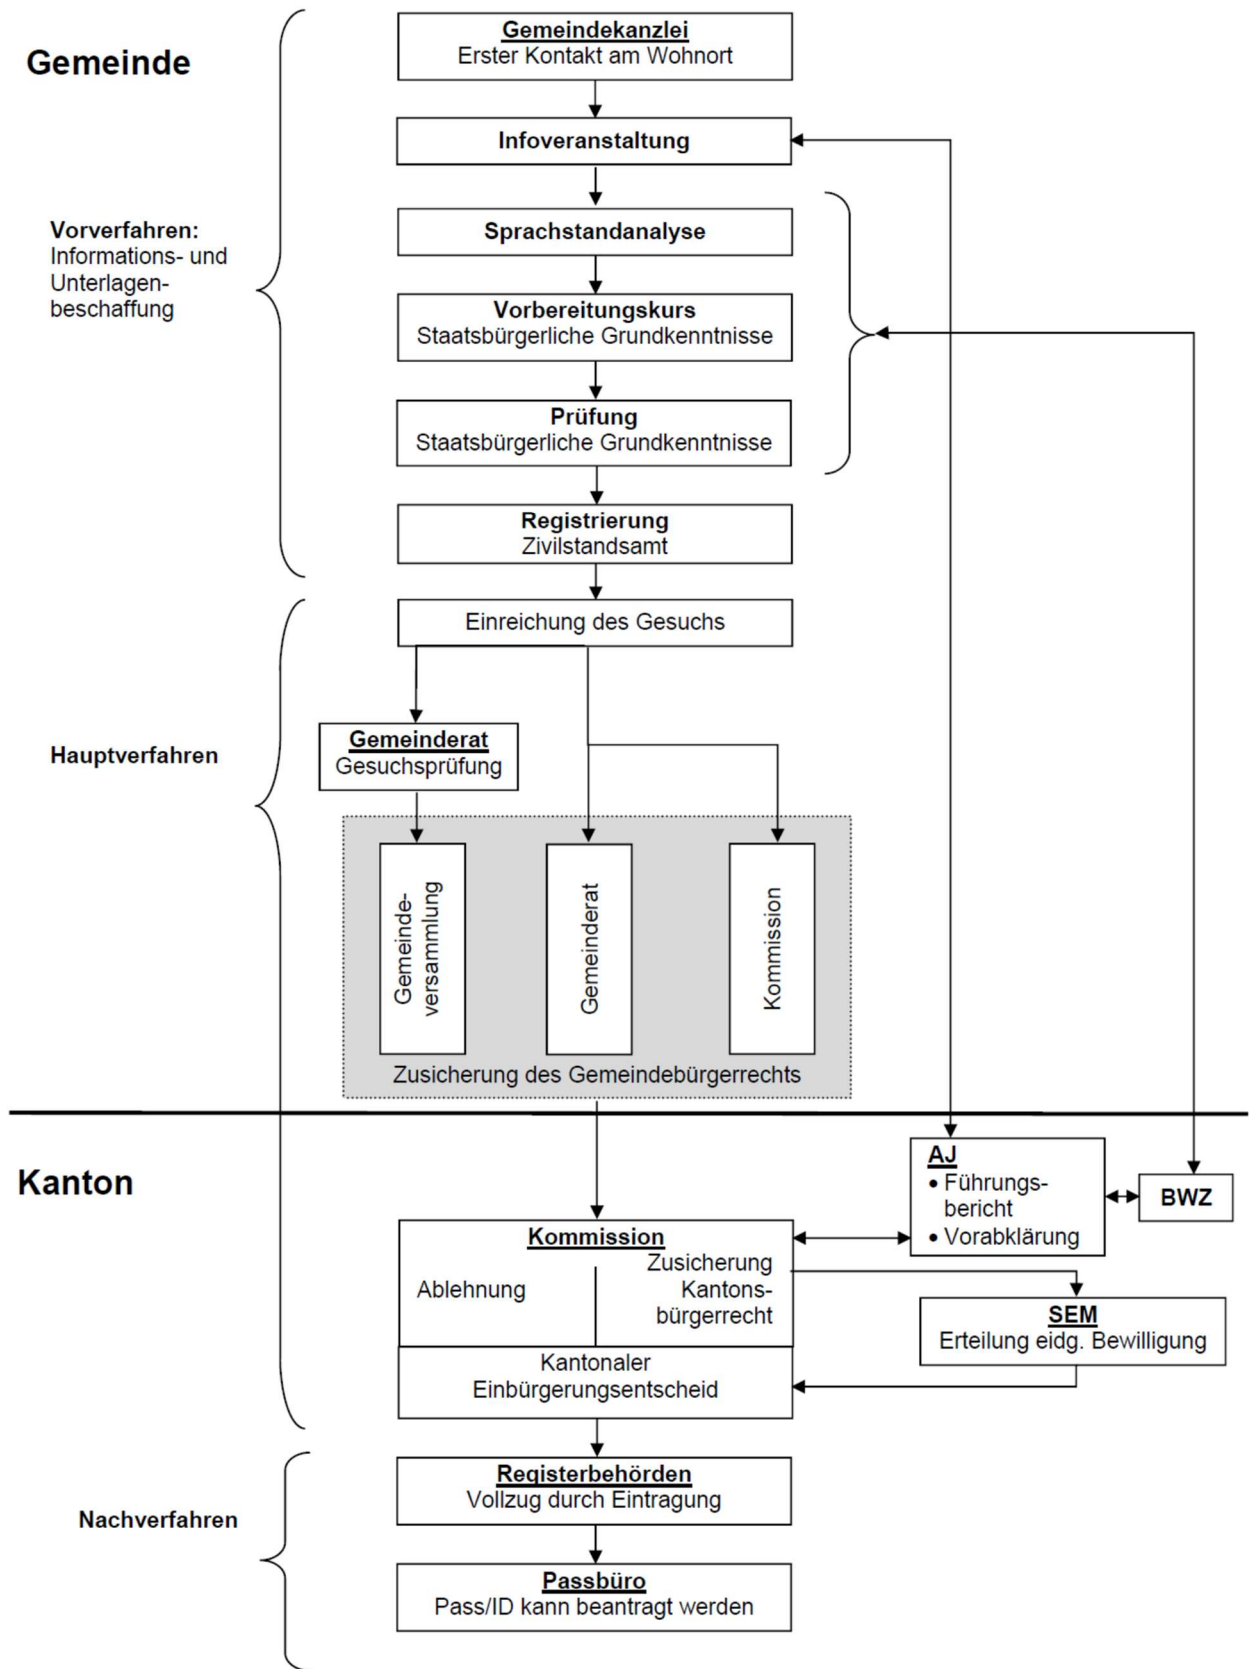 Gemeinde
Gemeindekanzlei
Erster Kontakt am Wohnort
Infoveranstaltung
Vorverfahren:
Informations- und
Unterlagen-
beschaffung
Sprachstandanalyse
Vorbereitungskurs
Staatsbürgerliche Grundkenntnisse
Prüfung
Staatsbürgerliche Grundkenntnisse
Registrierung
Zivilstandsamt
Einreichung des Gesuchs
Hauptverfahren
Gemeinderat
Gesuchsprüfung
Gemeinde-
versammlung
Gemeinderat
Kommission
Zusicherung des Gemeindebürgerrechts
Kanton
AJ
• Führungs-
bericht
• Vorabklärung
BWZ
Kommission
Ablehnung
Zusicherung
Kantons-
bürgerrecht
SEM
Erteilung eidg. Bewilligung
Kantonaler
Einbürgerungsentscheid
Nachverfahren
Registerbehörden
Vollzug durch Eintragung
Passbüro
Pass/ID kann beantragt werden